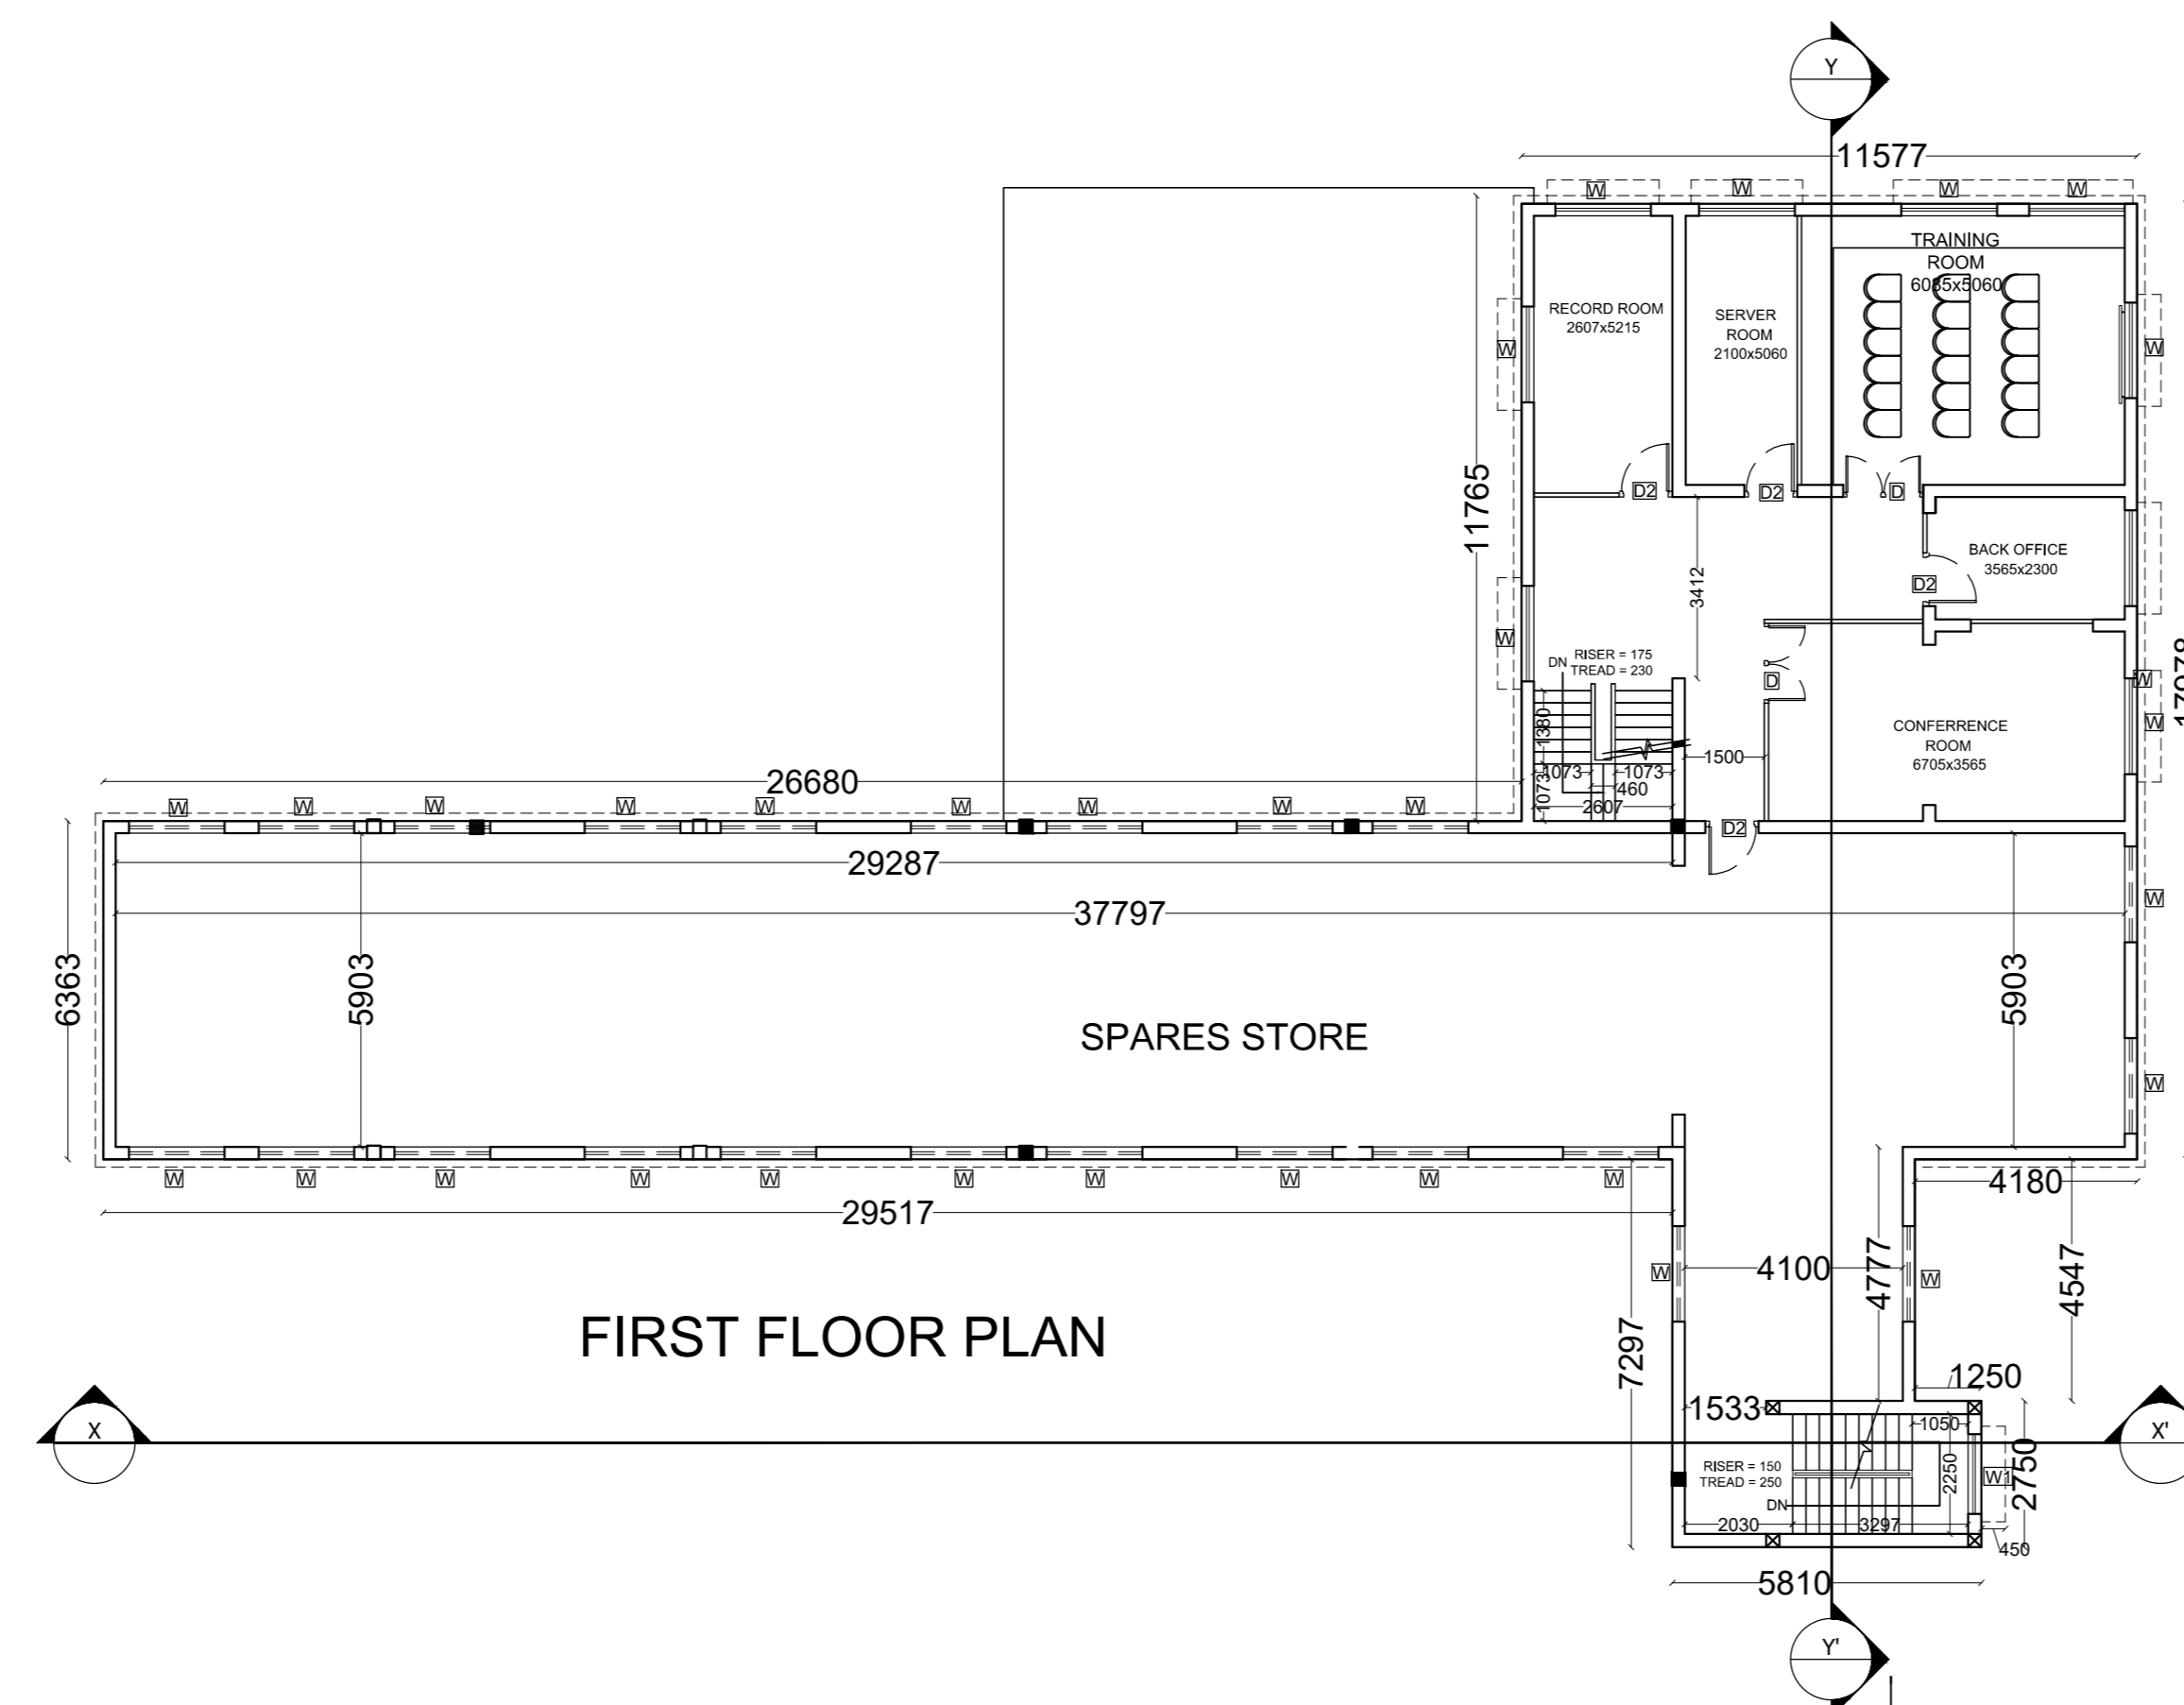 Y
11577
W
W
W
W
TRAINING
ROOM
6085x5060
RECORD ROOM
2607x5215
SERVER
ROOM
2100x5060
W
W
11765
D2
D2
D
BACK OFFICE
3565x2300
D2
3412
W
RISER = 175
TREAD = 230
DN
D
W
W
17978
CONFERRENCE
ROOM
6705x3565
1380
1500
1073
1073
1073
460
2607
26680
W
W
W
W
W
W
W
W
W
D2
29287
37797
W
6363
5903
5903
SPARES STORE
W
W
W
W
W
W
W
W
W
W
W
4180
29517
W
4100
4777
W
4547
FIRST FLOOR PLAN
7297
1250
1533
1050
X
X'
RISER = 150
TREAD = 250
2250
W1
2750
DN
2030
3297
450
5810
Y'